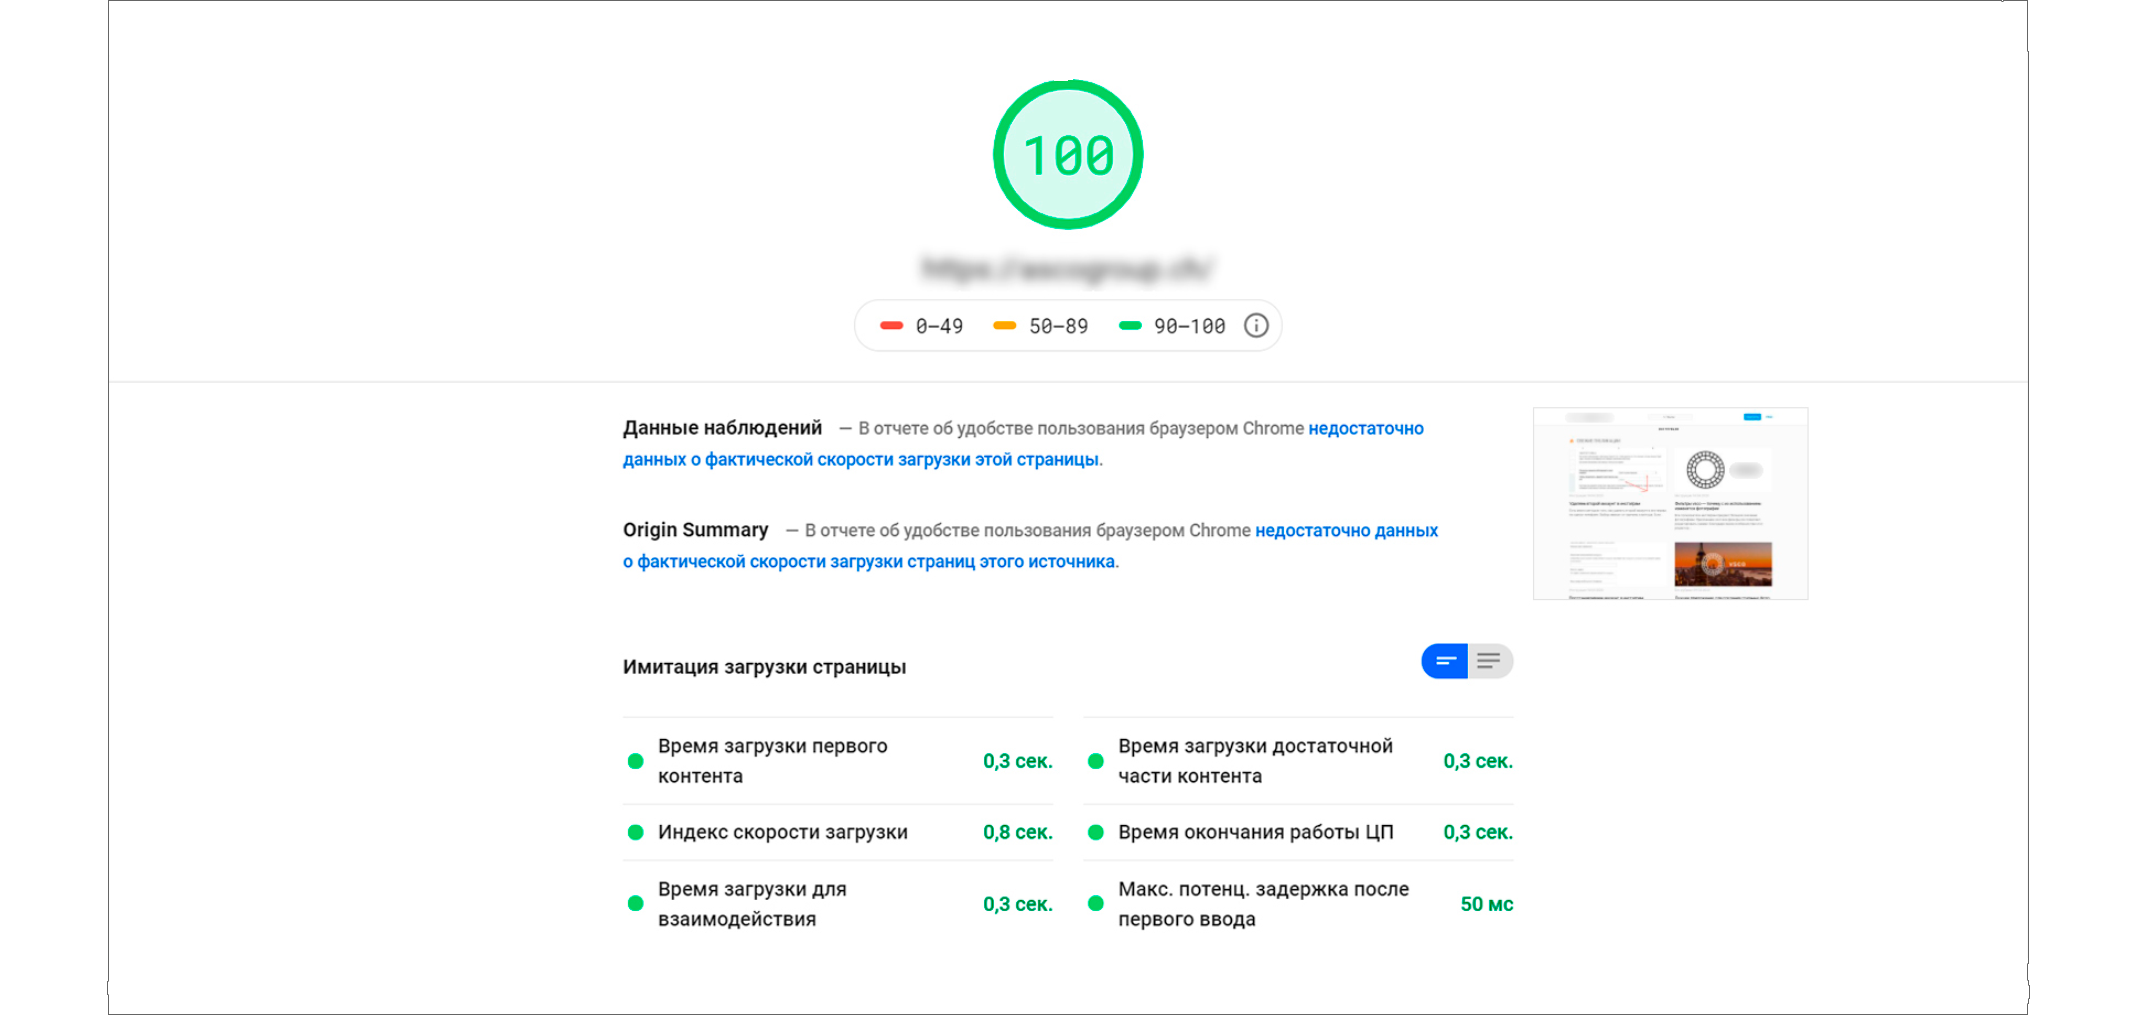 100
0–49 50–89 90–100
Данные наблюдений — В отчете об удобстве пользования браузером Chrome недостаточно
данных о фактической скорости загрузки этой страницы.
Origin Summary — В отчете об удобстве пользования браузером Chrome недостаточно данных
о фактической скорости загрузки страниц этого источника.
Имитация загрузки страницы
Время загрузки первого
контента
0,3 сек.
Время загрузки достаточной
части контента
0,3 сек.
Индекс скорости загрузки 0,8 сек.
Время окончания работы ЦП 0,3 сек.
Время загрузки для
взаимодействия
0,3 сек.
Макс. потенц. задержка после
первого ввода
50 мс